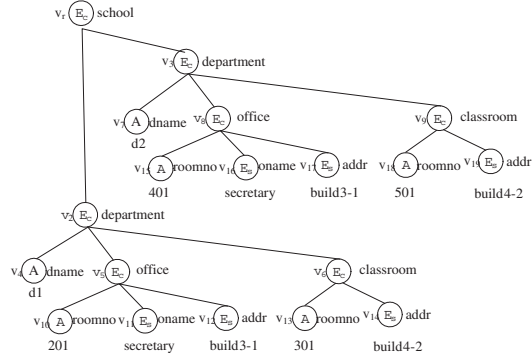 vr Ec school
v3 Ec department
v7 A dname v8 Ec office v9 Ec classroom
d2
v15 A roomno v16 Es oname v17 Es addr v18 A roomno v19 Es addr
401 secretary build3-1 501 build4-2
v2 Ec department
v4 A dname v5 Ec office v6 Ec classroom
d1
v10 A roomno v11 Es oname v12 Es addr v13 A roomno v14 Es addr
201 secretary build3-1 301 build4-2